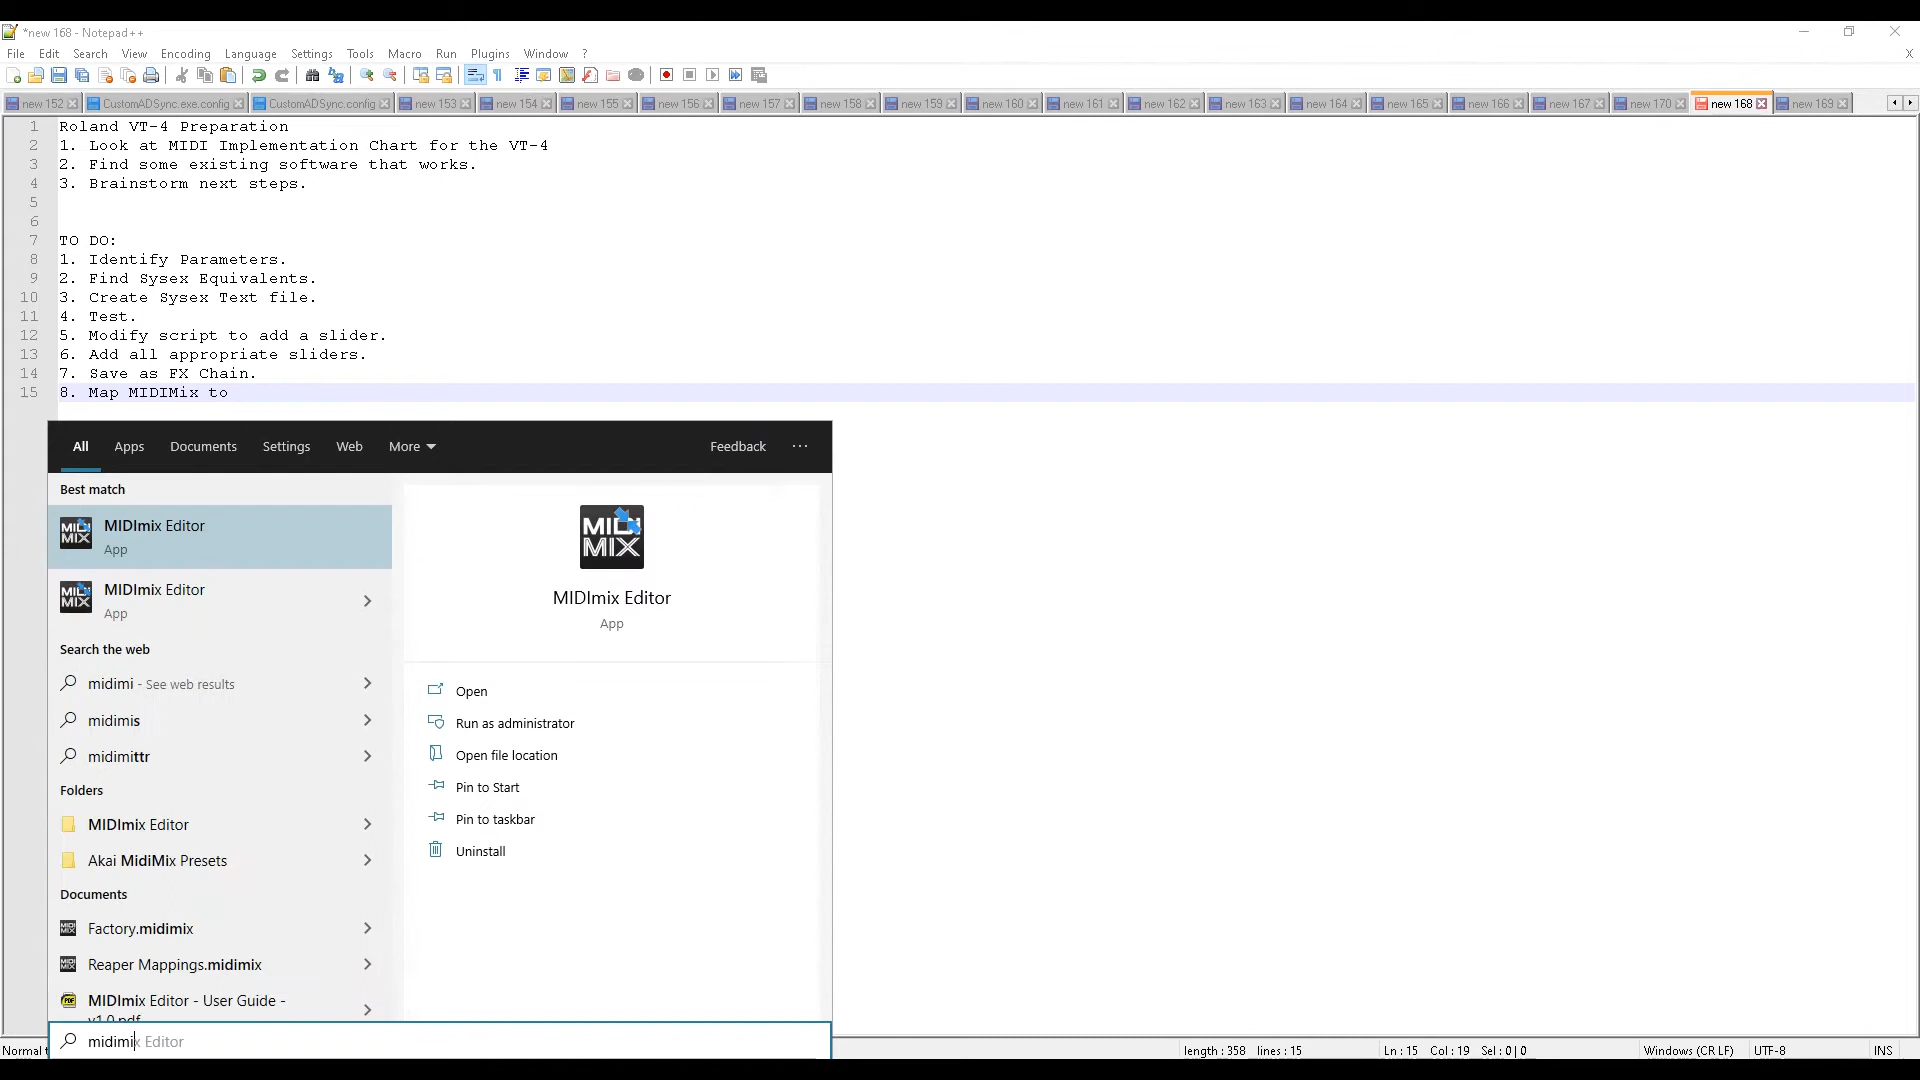 *new 168 - Notepad++
File Edit Search View Encoding Language Settings Tools Macro Run Plugins Window ?
X
new 152 CustomADSync.exe.config CustomADSync.config new 153 new 154 new 155 new 156 new 157 new 158 new 159 new 160 new 161 new 162 new 163 new 164 new 165 new 166 new 167 new 170 new 168 new 169
1 Roland VT-4 Preparation
2 1. Look at MIDI Implementation Chart for the VT-4
3 2. Find some existing software that works.
4 3. Brainstorm next steps.
5
6
7 TO DO:
8 1. Identify Parameters.
9 2. Find Sysex Equivalents.
10 3. Create Sysex Text file.
11 4. Test.
12 5. Modify script to add a slider.
13 6. Add all appropriate sliders.
14 7. Save as FX Chain.
15 8. Map MIDIMix to
All Apps Documents Settings Web More Feedback ...
Best match
MIDImix Editor
App
MIDImix Editor
App
Search the web
midimi - See web results
midimis
midimittr
Folders
MIDImix Editor
Akai MidiMix Presets
Documents
Factory.midimix
Reaper Mappings.midimix
MIDImix Editor - User Guide -
v1.0.pdf
MIDI
MIX
MIDImix Editor
App
Open
Run as administrator
Open file location
Pin to Start
Pin to taskbar
Uninstall
midimix Editor
Normal t
length : 358 lines : 15 Ln : 15 Col : 19 Sel : 0 | 0 Windows (CR LF) UTF-8 INS